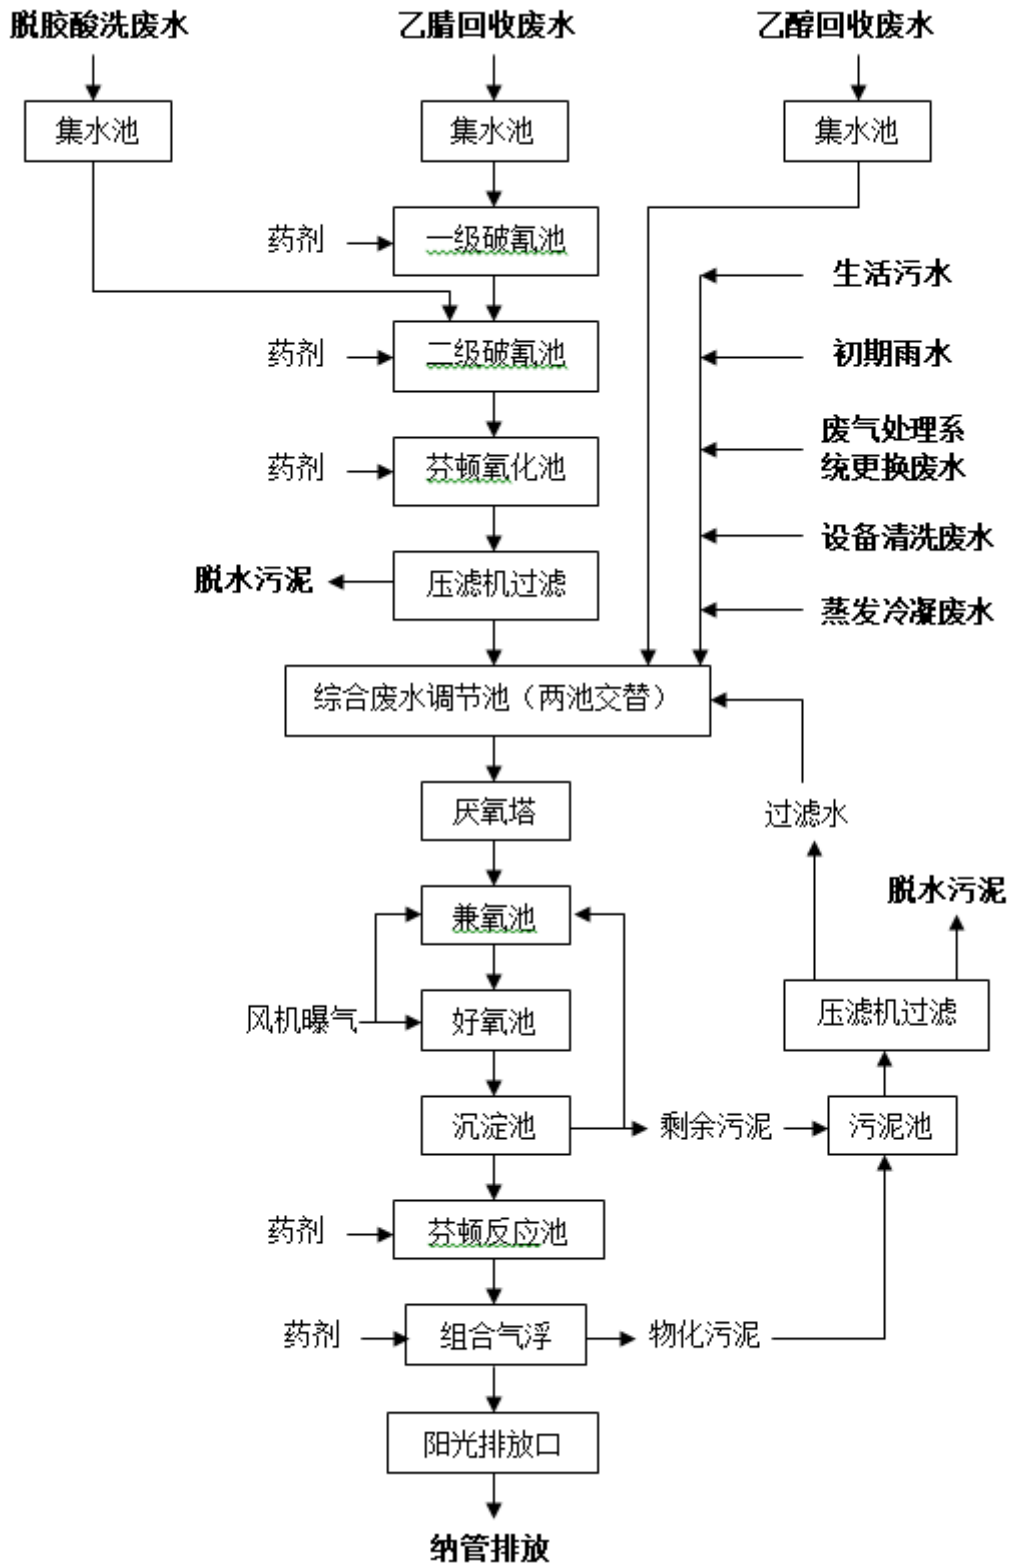 脱胶酸洗废水
乙腈回收废水
乙醇回收废水
集水池
集水池
集水池
药剂
一级破氰池
生活污水
药剂
二级破氰池
初期雨水
废气处理系
统更换废水
药剂
芬顿氧化池
设备清洗废水
脱水污泥
压滤机过滤
蒸发冷凝废水
综合废水调节池（两池交替）
厌氧塔
过滤水
脱水污泥
兼氧池
风机曝气
好氧池
压滤机过滤
沉淀池
剩余污泥
污泥池
药剂
芬顿反应池
药剂
组合气浮
物化污泥
阳光排放口
纳管排放